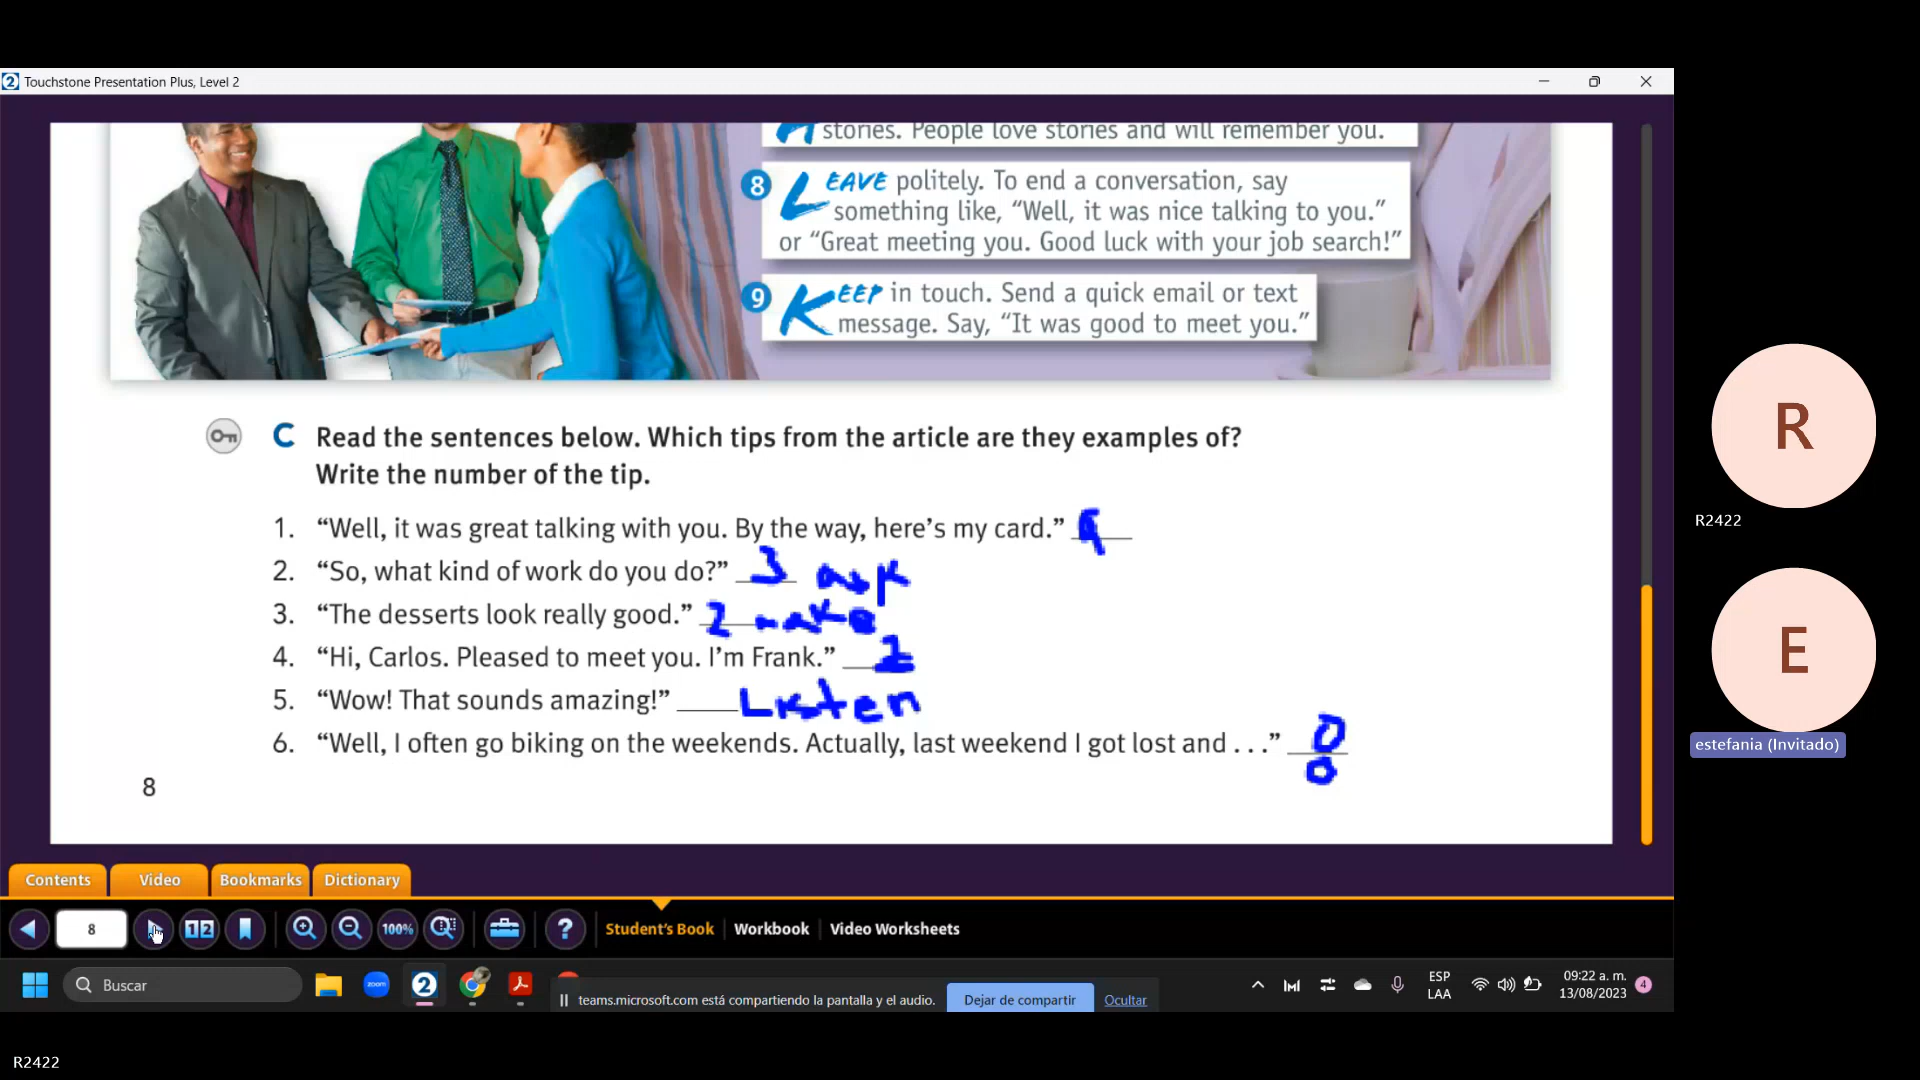 Touchstone Presentation Plus, Level 2
stories. People love stories and will remember you.
8 LEAVE politely. To end a conversation, say
something like, “Well, it was nice talking to you.”
or “Great meeting you. Good luck with your job search!”
9 KEEP in touch. Send a quick email or text
message. Say, “It was good to meet you.”
C Read the sentences below. Which tips from the article are they examples of?
Write the number of the tip.
1. “Well, it was great talking with you. By the way, here’s my card.” 9
2. “So, what kind of work do you do?” 3 ask
3. “The desserts look really good.” 2 make
4. “Hi, Carlos. Pleased to meet you. I’m Frank.” 2
5. “Wow! That sounds amazing!” Listen
6. “Well, I often go biking on the weekends. Actually, last weekend I got lost and . . .”
8
Contents Video Bookmarks Dictionary
8 12 100% ? Student's Book Workbook Video Worksheets
Buscar
zoom
2
teams.microsoft.com está compartiendo la pantalla y el audio.
Dejar de compartir
Ocultar
ESP
LAA
09:22 a. m.
13/08/2023
4
R
R2422
E
estefania (Invitado)
R2422